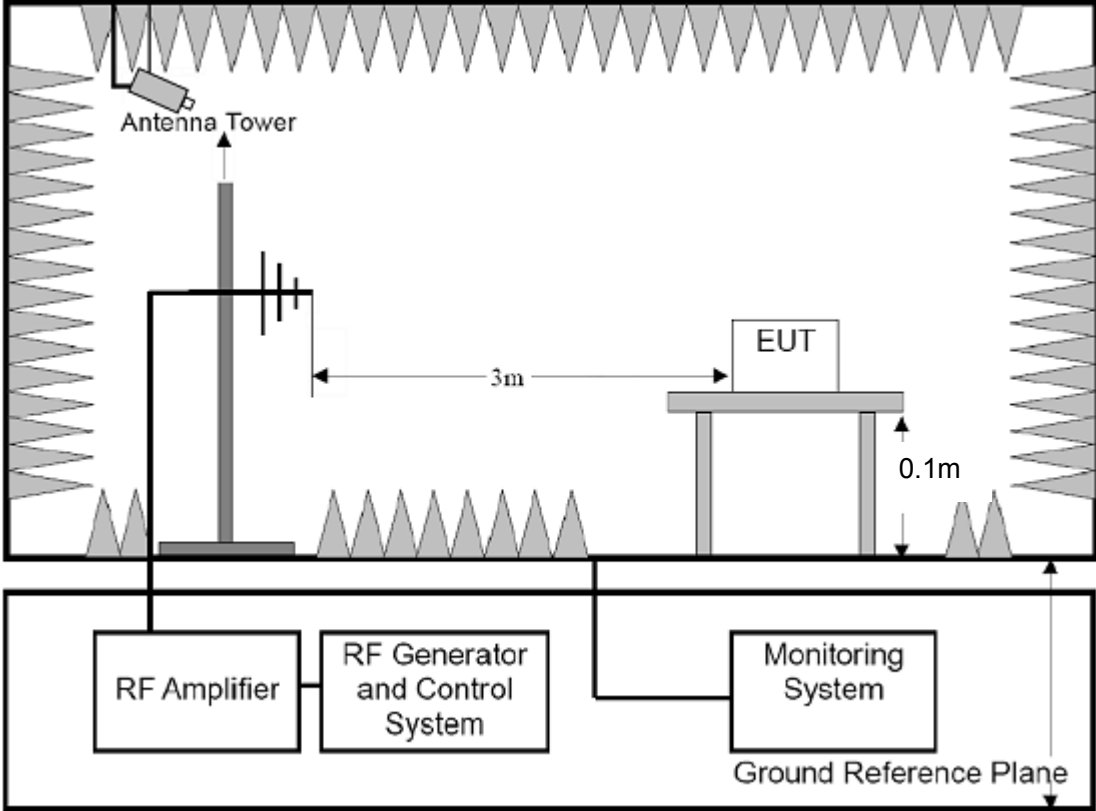 Antenna Tower
EUT
3m
0.1m
RF Amplifier
RF Generator
and Control
System
Monitoring
System
Ground Reference Plane